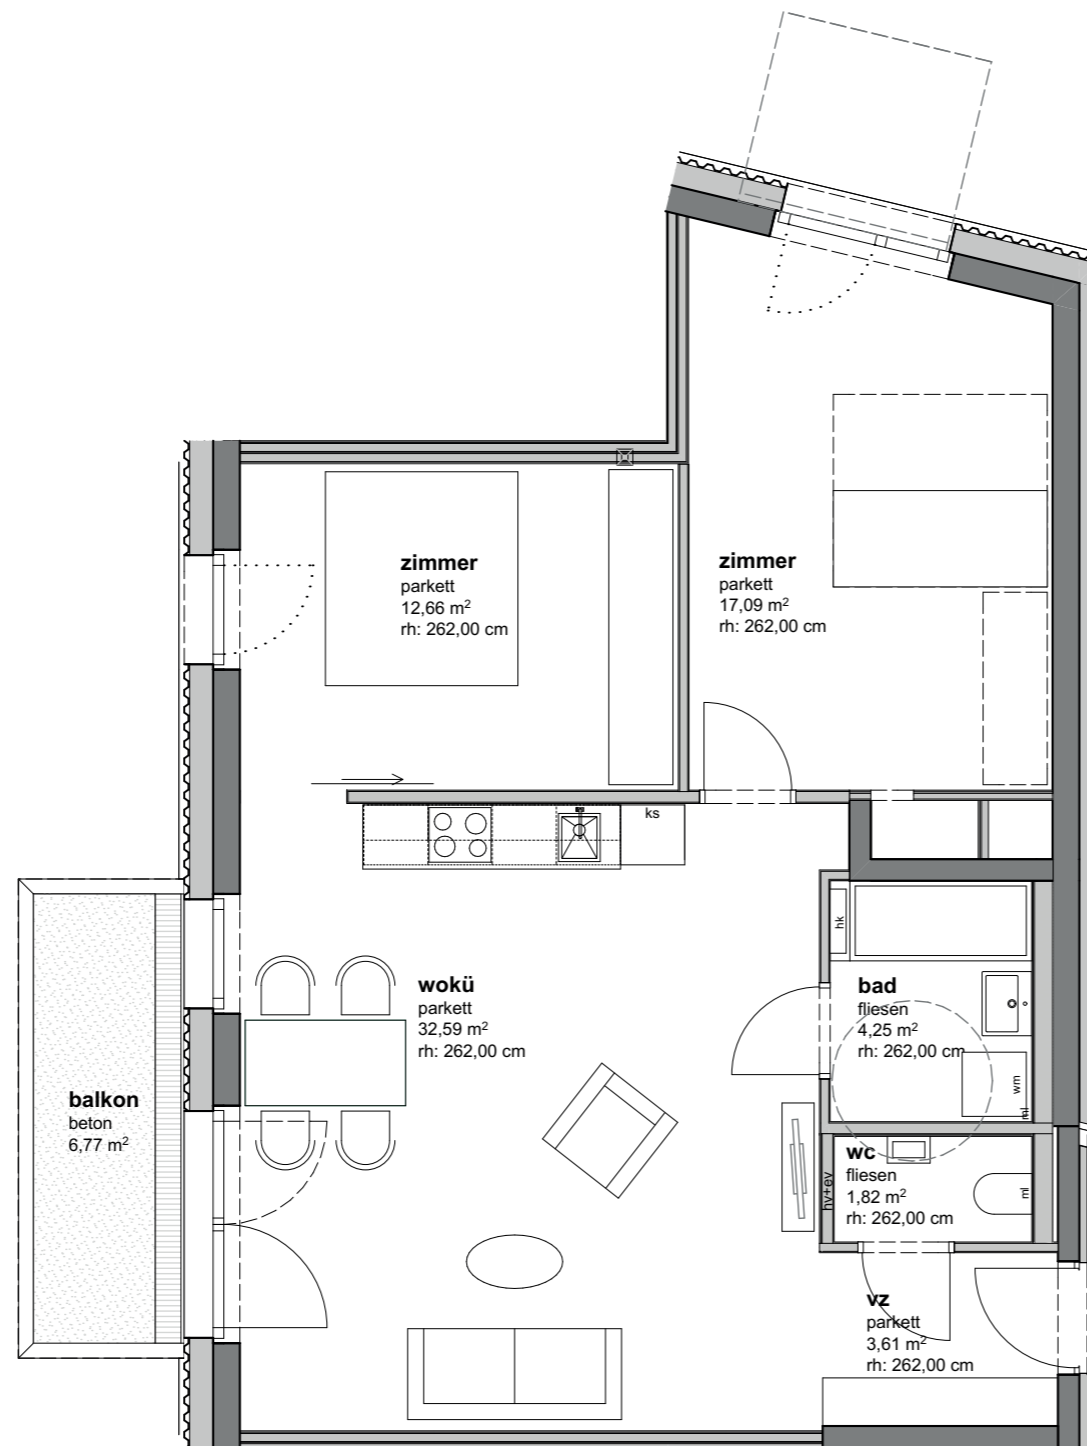 zimmer
parkett
12,66 m²
rh: 262,00 cm
zimmer
parkett
17,09 m²
rh: 262,00 cm
ks
hk
wokü
parkett
32,59 m²
rh: 262,00 cm
bad
fliesen
4,25 m²
rh: 262,00 cm
wm
ml
balkon
beton
6,77 m²
wc
fliesen
1,82 m²
rh: 262,00 cm
hv+ev
ml
vz
parkett
3,61 m²
rh: 262,00 cm